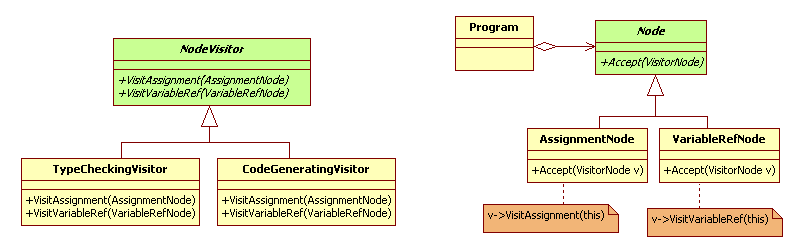 NodeVisitor
+VisitAssignment(AssignmentNode)
+VisitVariableRef(VariableRefNode)
TypeCheckingVisitor
+VisitAssignment(AssignmentNode)
+VisitVariableRef(VariableRefNode)
CodeGeneratingVisitor
+VisitAssignment(AssignmentNode)
+VisitVariableRef(VariableRefNode)
Program
Node
+Accept(VisitorNode)
AssignmentNode
+Accept(VisitorNode v)
VariableRefNode
+Accept(VisitorNode v)
v->VisitAssignment(this)
v->VisitVariableRef(this)